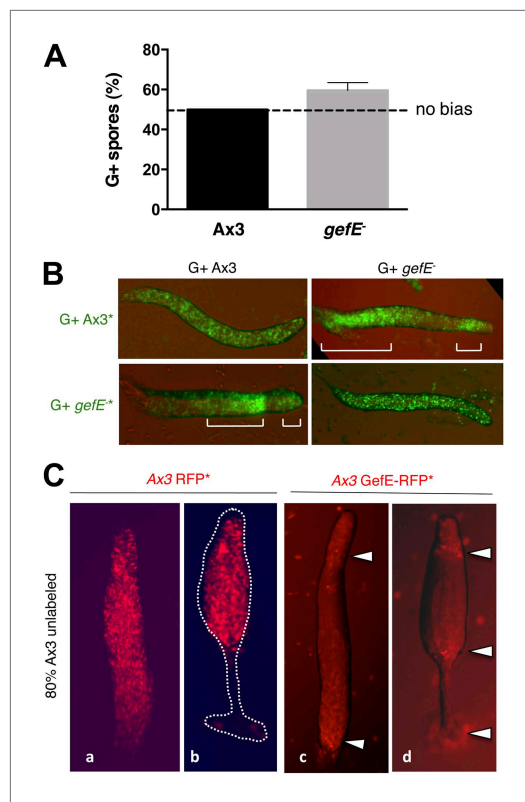 A
G+ spores (%)
80
60
40
20
0
no bias
Ax3
gefE-
B
G+ Ax3
G+ gefE-
G+ Ax3*
G+ gefE-*
C
Ax3 RFP*
Ax3 GefE-RFP*
80% Ax3 unlabeled
a
b
c
d